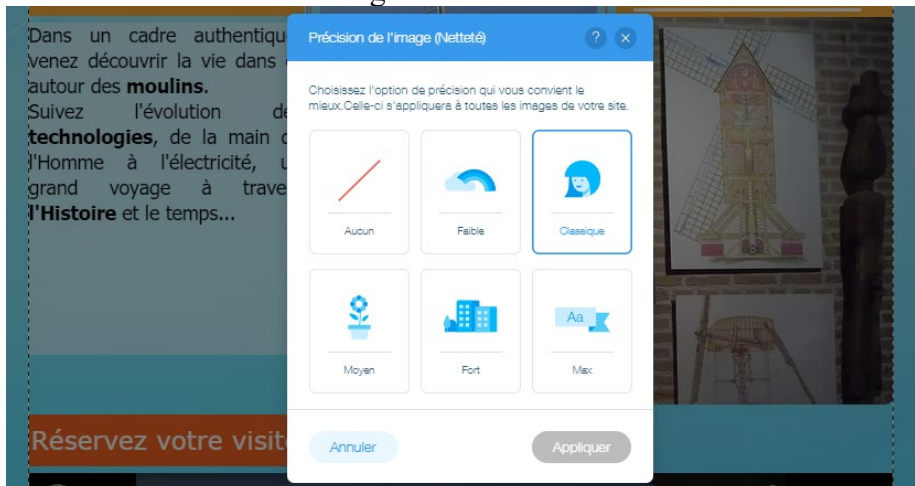 Dans un cadre authentiqu
venez découvrir la vie dans
autour des moulins.
Suivez l'évolution de
technologies, de la main
l'Homme à l'électricité, u
grand voyage à trave
l'Histoire et le temps...
Réservez votre visit
Précision de l'image (Netteté)
?
×
Choisissez l'option de précision qui vous convient le
mieux.Celle-ci s'appliquera à toutes les images de votre site.
Aucun
Faible
Classique
Moyen
Fort
Aa
Max
Annuler
Appliquer